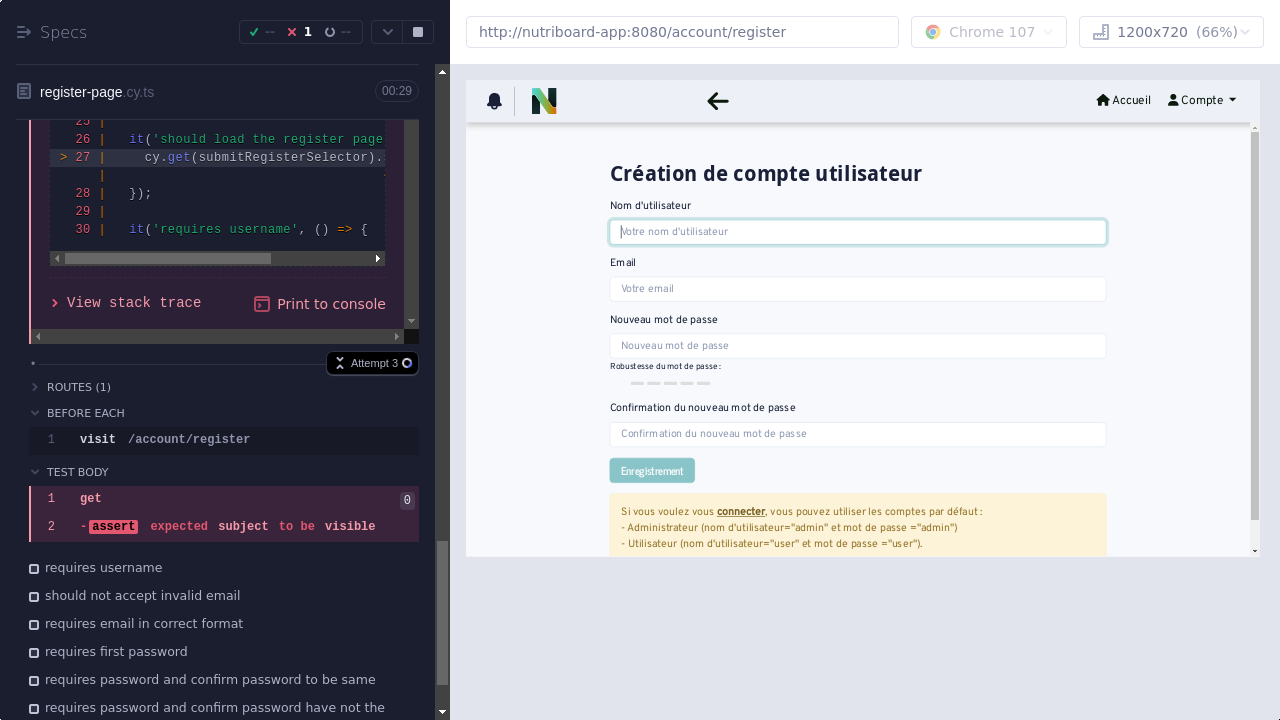 Specs
-- 1 --
register-page.cy.ts
00:29
25 |
26 | it('should load the register page
> 27 | cy.get(submitRegisterSelector).
|
28 | });
29 |
30 | it('requires username', () => {
View stack trace
Print to console
Attempt 3
ROUTES (1)
BEFORE EACH
1 visit /account/register
TEST BODY
1 get 0
2 -assert expected subject to be visible
requires username
should not accept invalid email
requires email in correct format
requires first password
requires password and confirm password to be same
requires password and confirm password have not the
http://nutriboard-app:8080/account/register
Chrome 107
1200x720 (66%)
Accueil
Compte
Création de compte utilisateur
Nom d'utilisateur
Votre nom d'utilisateur
Email
Votre email
Nouveau mot de passe
Nouveau mot de passe
Robustesse du mot de passe :
Confirmation du nouveau mot de passe
Confirmation du nouveau mot de passe
Enregistrement
Si vous voulez vous connecter, vous pouvez utiliser les comptes par défaut :
- Administrateur (nom d'utilisateur="admin" et mot de passe ="admin")
- Utilisateur (nom d'utilisateur="user" et mot de passe ="user").